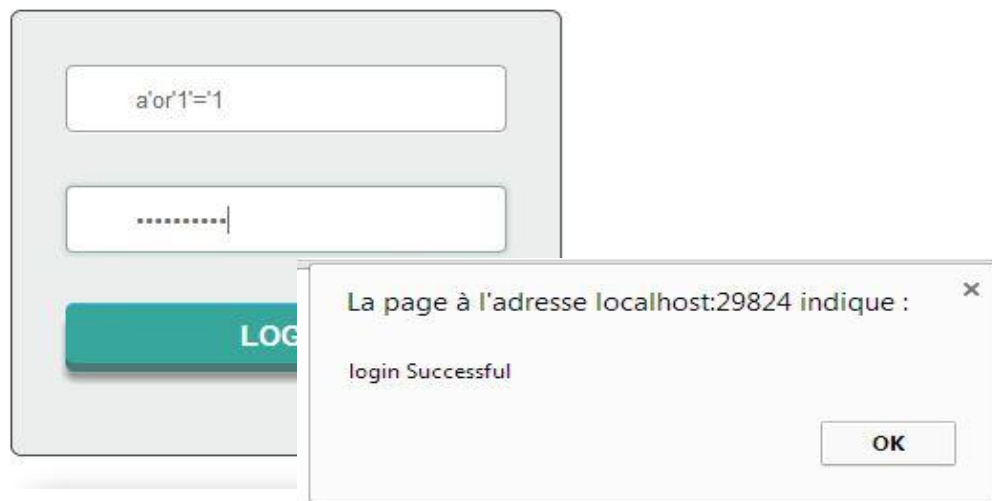 a'or'1'='1
••••••••••
LOG
La page à l'adresse localhost:29824 indique :
×
login Successful
OK